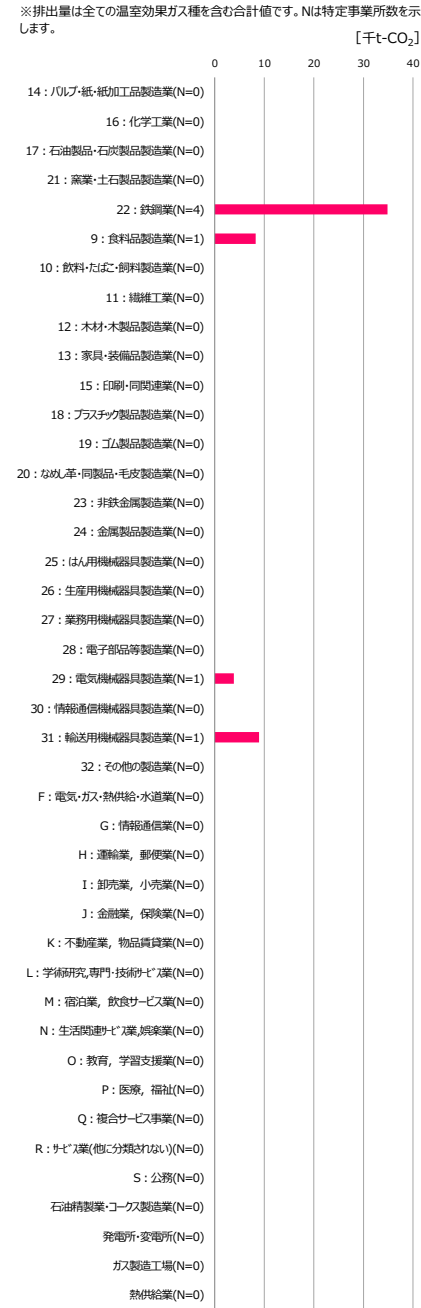 ※排出量は全ての温室効果ガス種を含む合計値です。Nは特定事業所数を示
します。
[千t-CO₂]
0 10 20 30 40
14：パルプ・紙・紙加工品製造業(N=0)
16：化学工業(N=0)
17：石油製品・石炭製品製造業(N=0)
21：窯業・土石製品製造業(N=0)
22：鉄鋼業(N=4)
9：食料品製造業(N=1)
10：飲料・たばこ・飼料製造業(N=0)
11：繊維工業(N=0)
12：木材・木製品製造業(N=0)
13：家具・装備品製造業(N=0)
15：印刷・同関連業(N=0)
18：プラスチック製品製造業(N=0)
19：ゴム製品製造業(N=0)
20：なめし革・同製品・毛皮製造業(N=0)
23：非鉄金属製造業(N=0)
24：金属製品製造業(N=0)
25：はん用機械器具製造業(N=0)
26：生産用機械器具製造業(N=0)
27：業務用機械器具製造業(N=0)
28：電子部品等製造業(N=0)
29：電気機械器具製造業(N=1)
30：情報通信機械器具製造業(N=0)
31：輸送用機械器具製造業(N=1)
32：その他の製造業(N=0)
F：電気・ガス・熱供給・水道業(N=0)
G：情報通信業(N=0)
H：運輸業，郵便業(N=0)
I：卸売業，小売業(N=0)
J：金融業，保険業(N=0)
K：不動産業，物品賃貸業(N=0)
L：学術研究,専門・技術ｻｰﾋﾞｽ業(N=0)
M：宿泊業，飲食サービス業(N=0)
N：生活関連ｻｰﾋﾞｽ業,娯楽業(N=0)
O：教育，学習支援業(N=0)
P：医療，福祉(N=0)
Q：複合サービス事業(N=0)
R：ｻｰﾋﾞｽ業(他に分類されない)(N=0)
S：公務(N=0)
石油精製業・コークス製造業(N=0)
発電所・変電所(N=0)
ガス製造工場(N=0)
熱供給業(N=0)